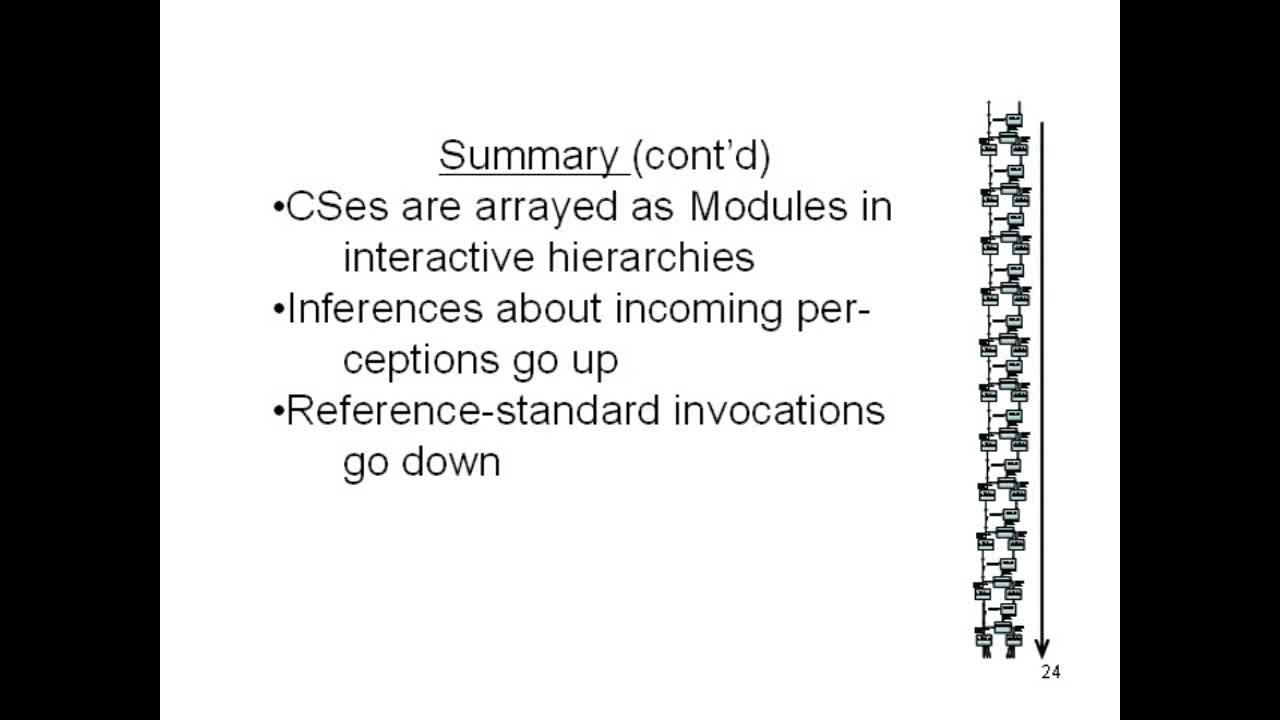 Summary (cont'd)
•CSes are arrayed as Modules in
interactive hierarchies
•Inferences about incoming per-
ceptions go up
•Reference-standard invocations
go down
24